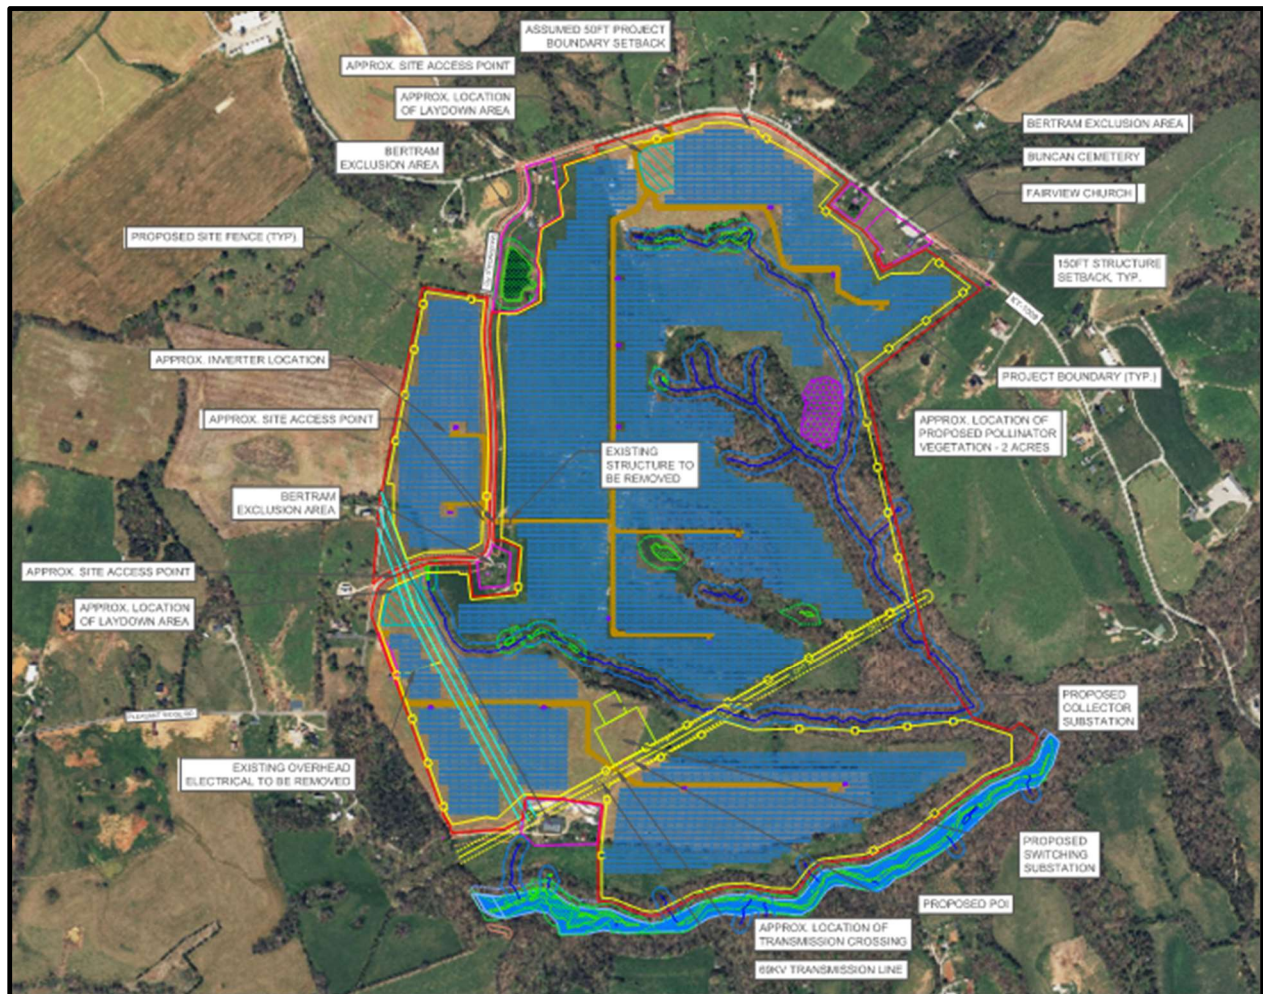 ASSUMED 50FT PROJECT
BOUNDARY SETBACK
APPROX. SITE ACCESS POINT
APPROX. LOCATION
OF LAYDOWN AREA
BERTRAM
EXCLUSION AREA
BERTRAM EXCLUSION AREA
BUNCAN CEMETERY
FAIRVIEW CHURCH
PROPOSED SITE FENCE (TYP)
150FT STRUCTURE
SETBACK, TYP.
KY-1009
APPROX. INVERTER LOCATION
PROJECT BOUNDARY (TYP.)
APPROX. SITE ACCESS POINT
APPROX. LOCATION OF
PROPOSED POLLINATOR
VEGETATION - 2 ACRES
EXISTING
STRUCTURE TO
BE REMOVED
BERTRAM
EXCLUSION AREA
APPROX. SITE ACCESS POINT
APPROX. LOCATION
OF LAYDOWN AREA
PROPOSED
COLLECTOR
SUBSTATION
EXISTING OVERHEAD
ELECTRICAL TO BE REMOVED
PROPOSED
SWITCHING
SUBSTATION
PROPOSED POI
APPROX. LOCATION OF
TRANSMISSION CROSSING
69KV TRANSMISSION LINE